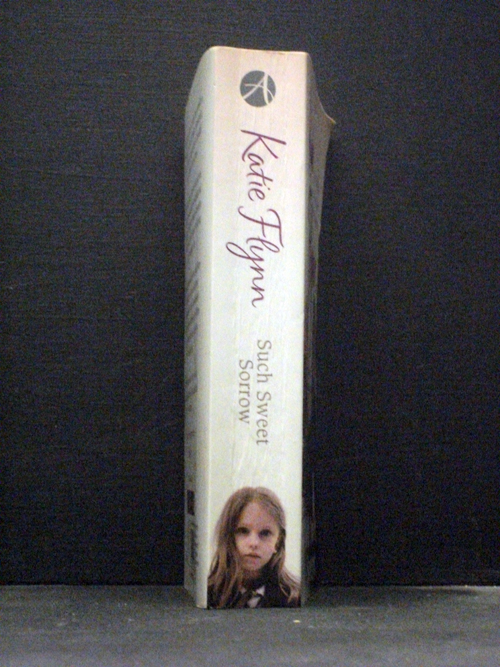 Katie Flynn
Such Sweet
Sorrow